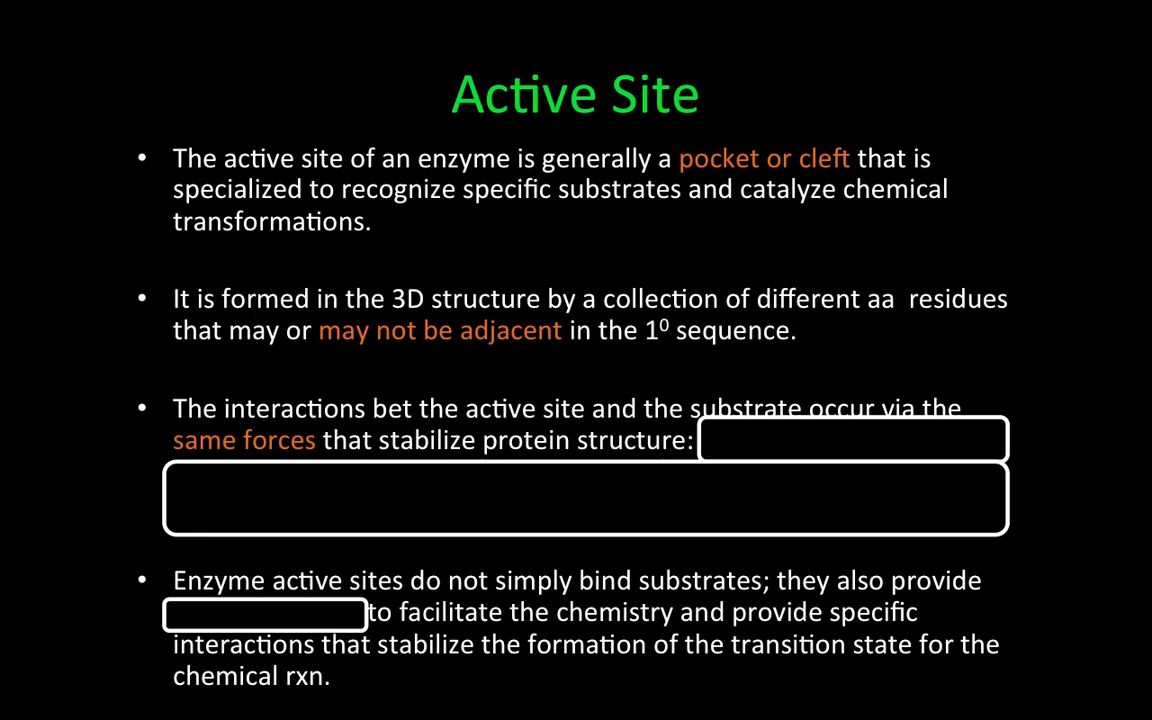 Active Site
• The active site of an enzyme is generally a pocket or cleft that is
specialized to recognize specific substrates and catalyze chemical
transformations.
• It is formed in the 3D structure by a collection of different aa  residues
that may or may not be adjacent in the 1⁰ sequence.
• The interactions bet the active site and the substrate occur via the
same forces that stabilize protein structure:
• Enzyme active sites do not simply bind substrates; they also provide
to facilitate the chemistry and provide specific
interactions that stabilize the formation of the transition state for the
chemical rxn.